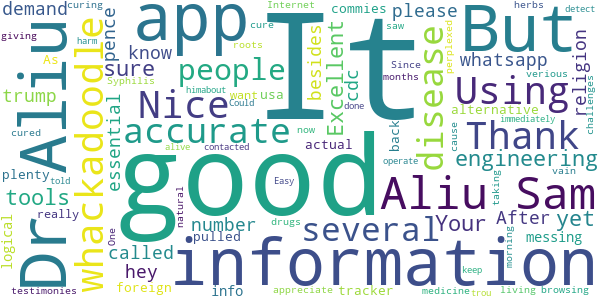 demand
Dr Aliu
whackadoodle
spence
app
hey
know
commies
please
curing
cure
Internet
herbs
detect
roots
saw
perplexed
verious
giving
harm
As
Since
Syphilis
whatsapp
But
It
besides
Excellent
cdc
disease
religion
trump
sure
people
himabout
usa
want
months
alternative
challenges
Nice
Could
done
Using
cured
essential
accurate
alive
contacted
now
back
actual
cause
immediately
plenty
told
good
Thank
operate
vain
tools
really
natural
Easy
drugs
engineering
Aliu Sam
taking
logical
One
number
several
Your
After
yet
called
pulled
morning
messing
information
foreign
info
appreciate
tracker
keep
medicine
trou
living
browsing
testimonies